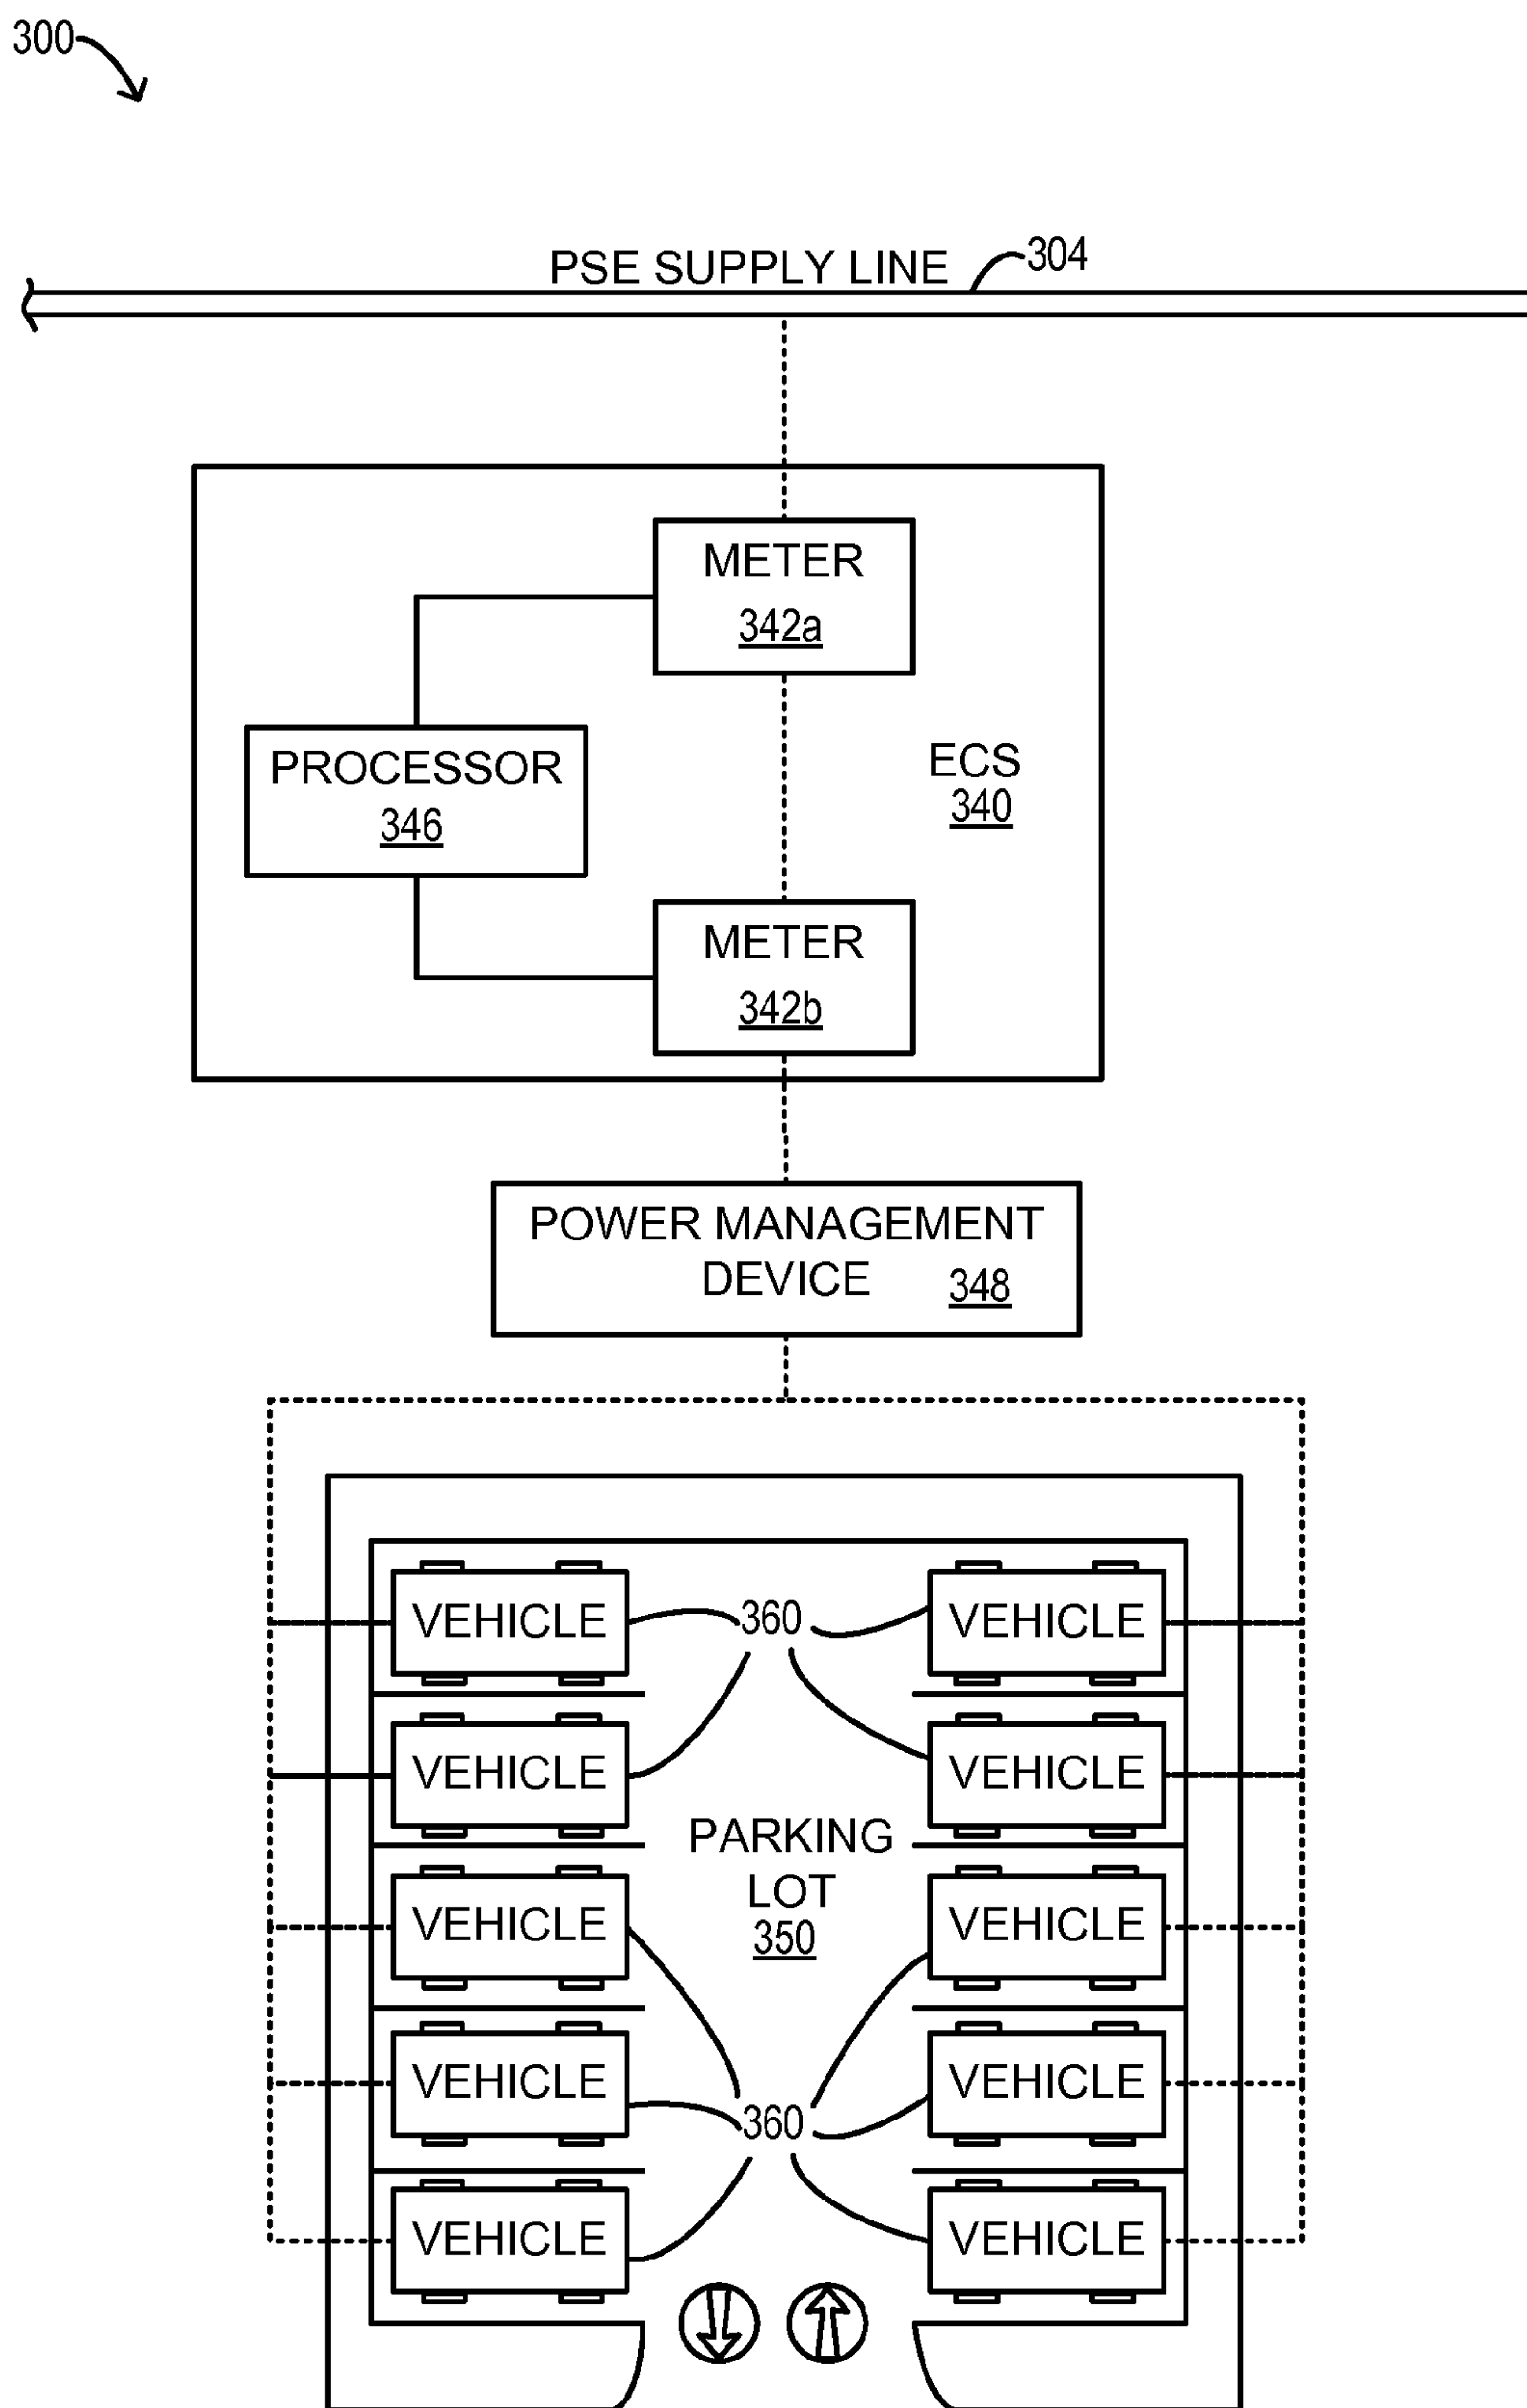 300
PSE SUPPLY LINE
304
METER
342a
PROCESSOR
346
ECS
340
METER
342b
POWER MANAGEMENT
DEVICE 348
VEHICLE 360 VEHICLE
VEHICLE VEHICLE
PARKING
LOT
350
VEHICLE VEHICLE
VEHICLE VEHICLE
360
VEHICLE VEHICLE